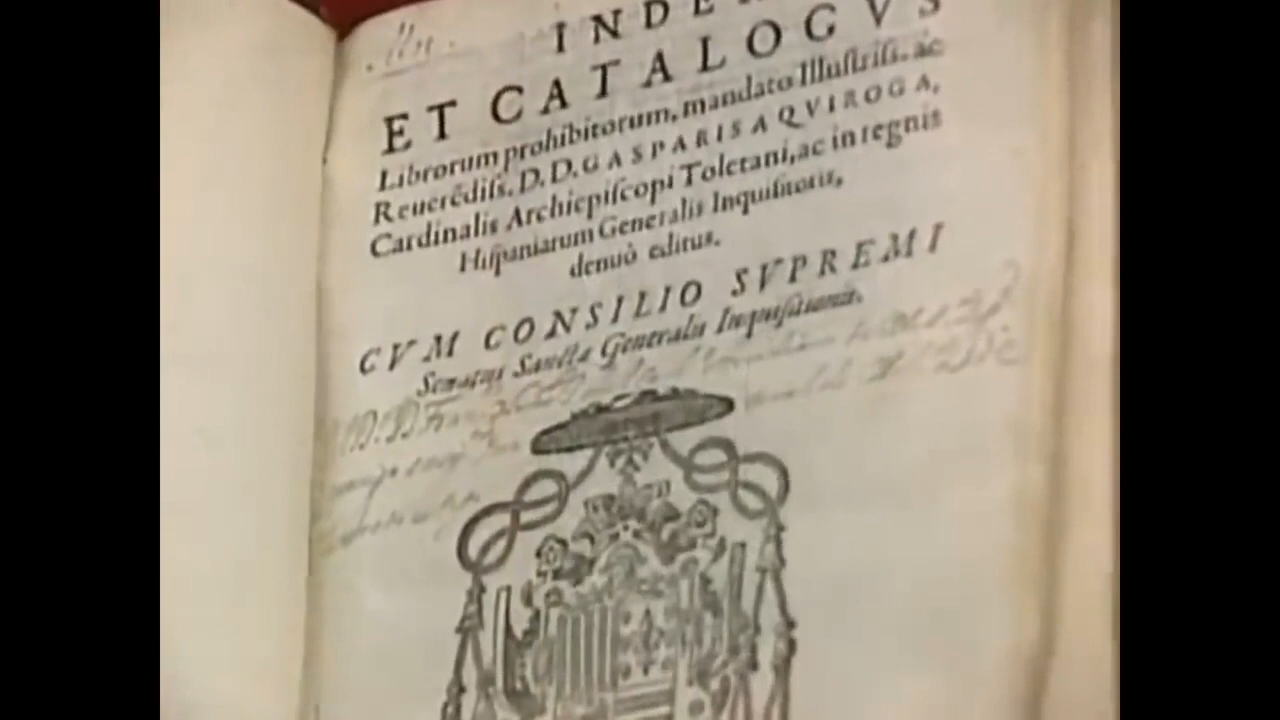 INDE
ET CATALOGVS
Librorum prohibitorum, mandato Illuſtriſs. ac
Reuerēdiſs. D.D. GASPARIS A QVIROGA,
Cardinalis Archiepiſcopi Toletani, ac in regnis
Hiſpaniarum Generalis Inquiſitoris,
denuò editus.
CVM CONSILIO SVPREMI
Senatus Sanctæ Generalis Inquiſitionis.